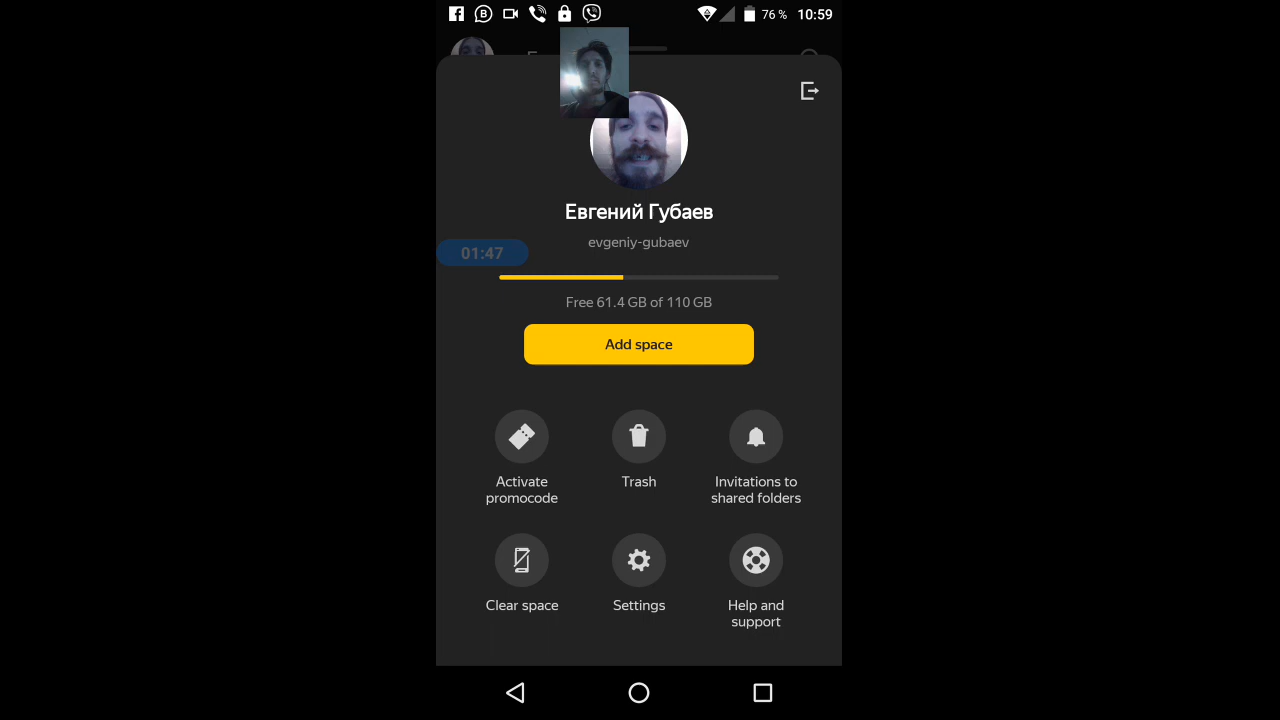 76 % 10:59
Евгений Губаев
evgeniy-gubaev
01:47
Free 61.4 GB of 110 GB
Add space
Activate
promocode
Trash
Invitations to
shared folders
Clear space
Settings
Help and
support